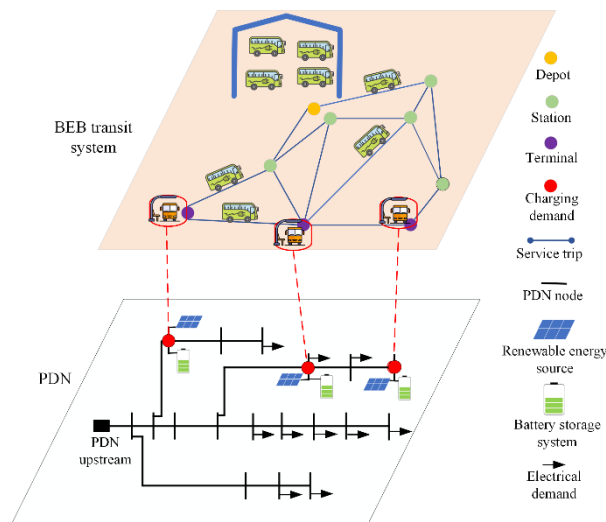 BEB transit
system
Depot
Station
Terminal
Charging
demand
Service trip
PDN node
Renewable energy
source
Battery storage
system
Electrical
demand
PDN
PDN
upstream